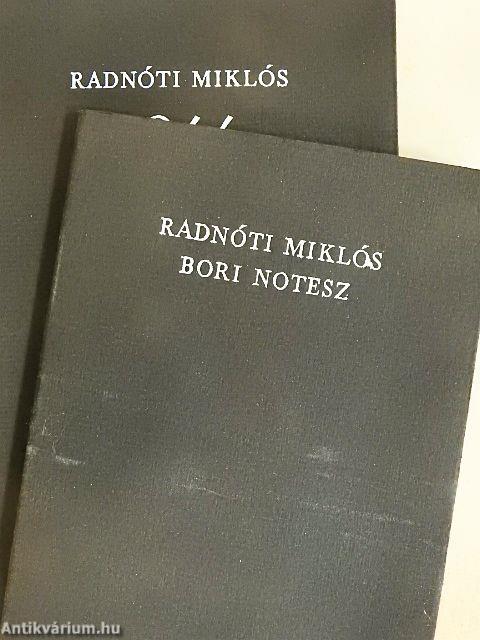 RADNÓTI MIKLÓS
RADNÓTI MIKLÓS
BORI NOTESZ
Antikvárium.hu